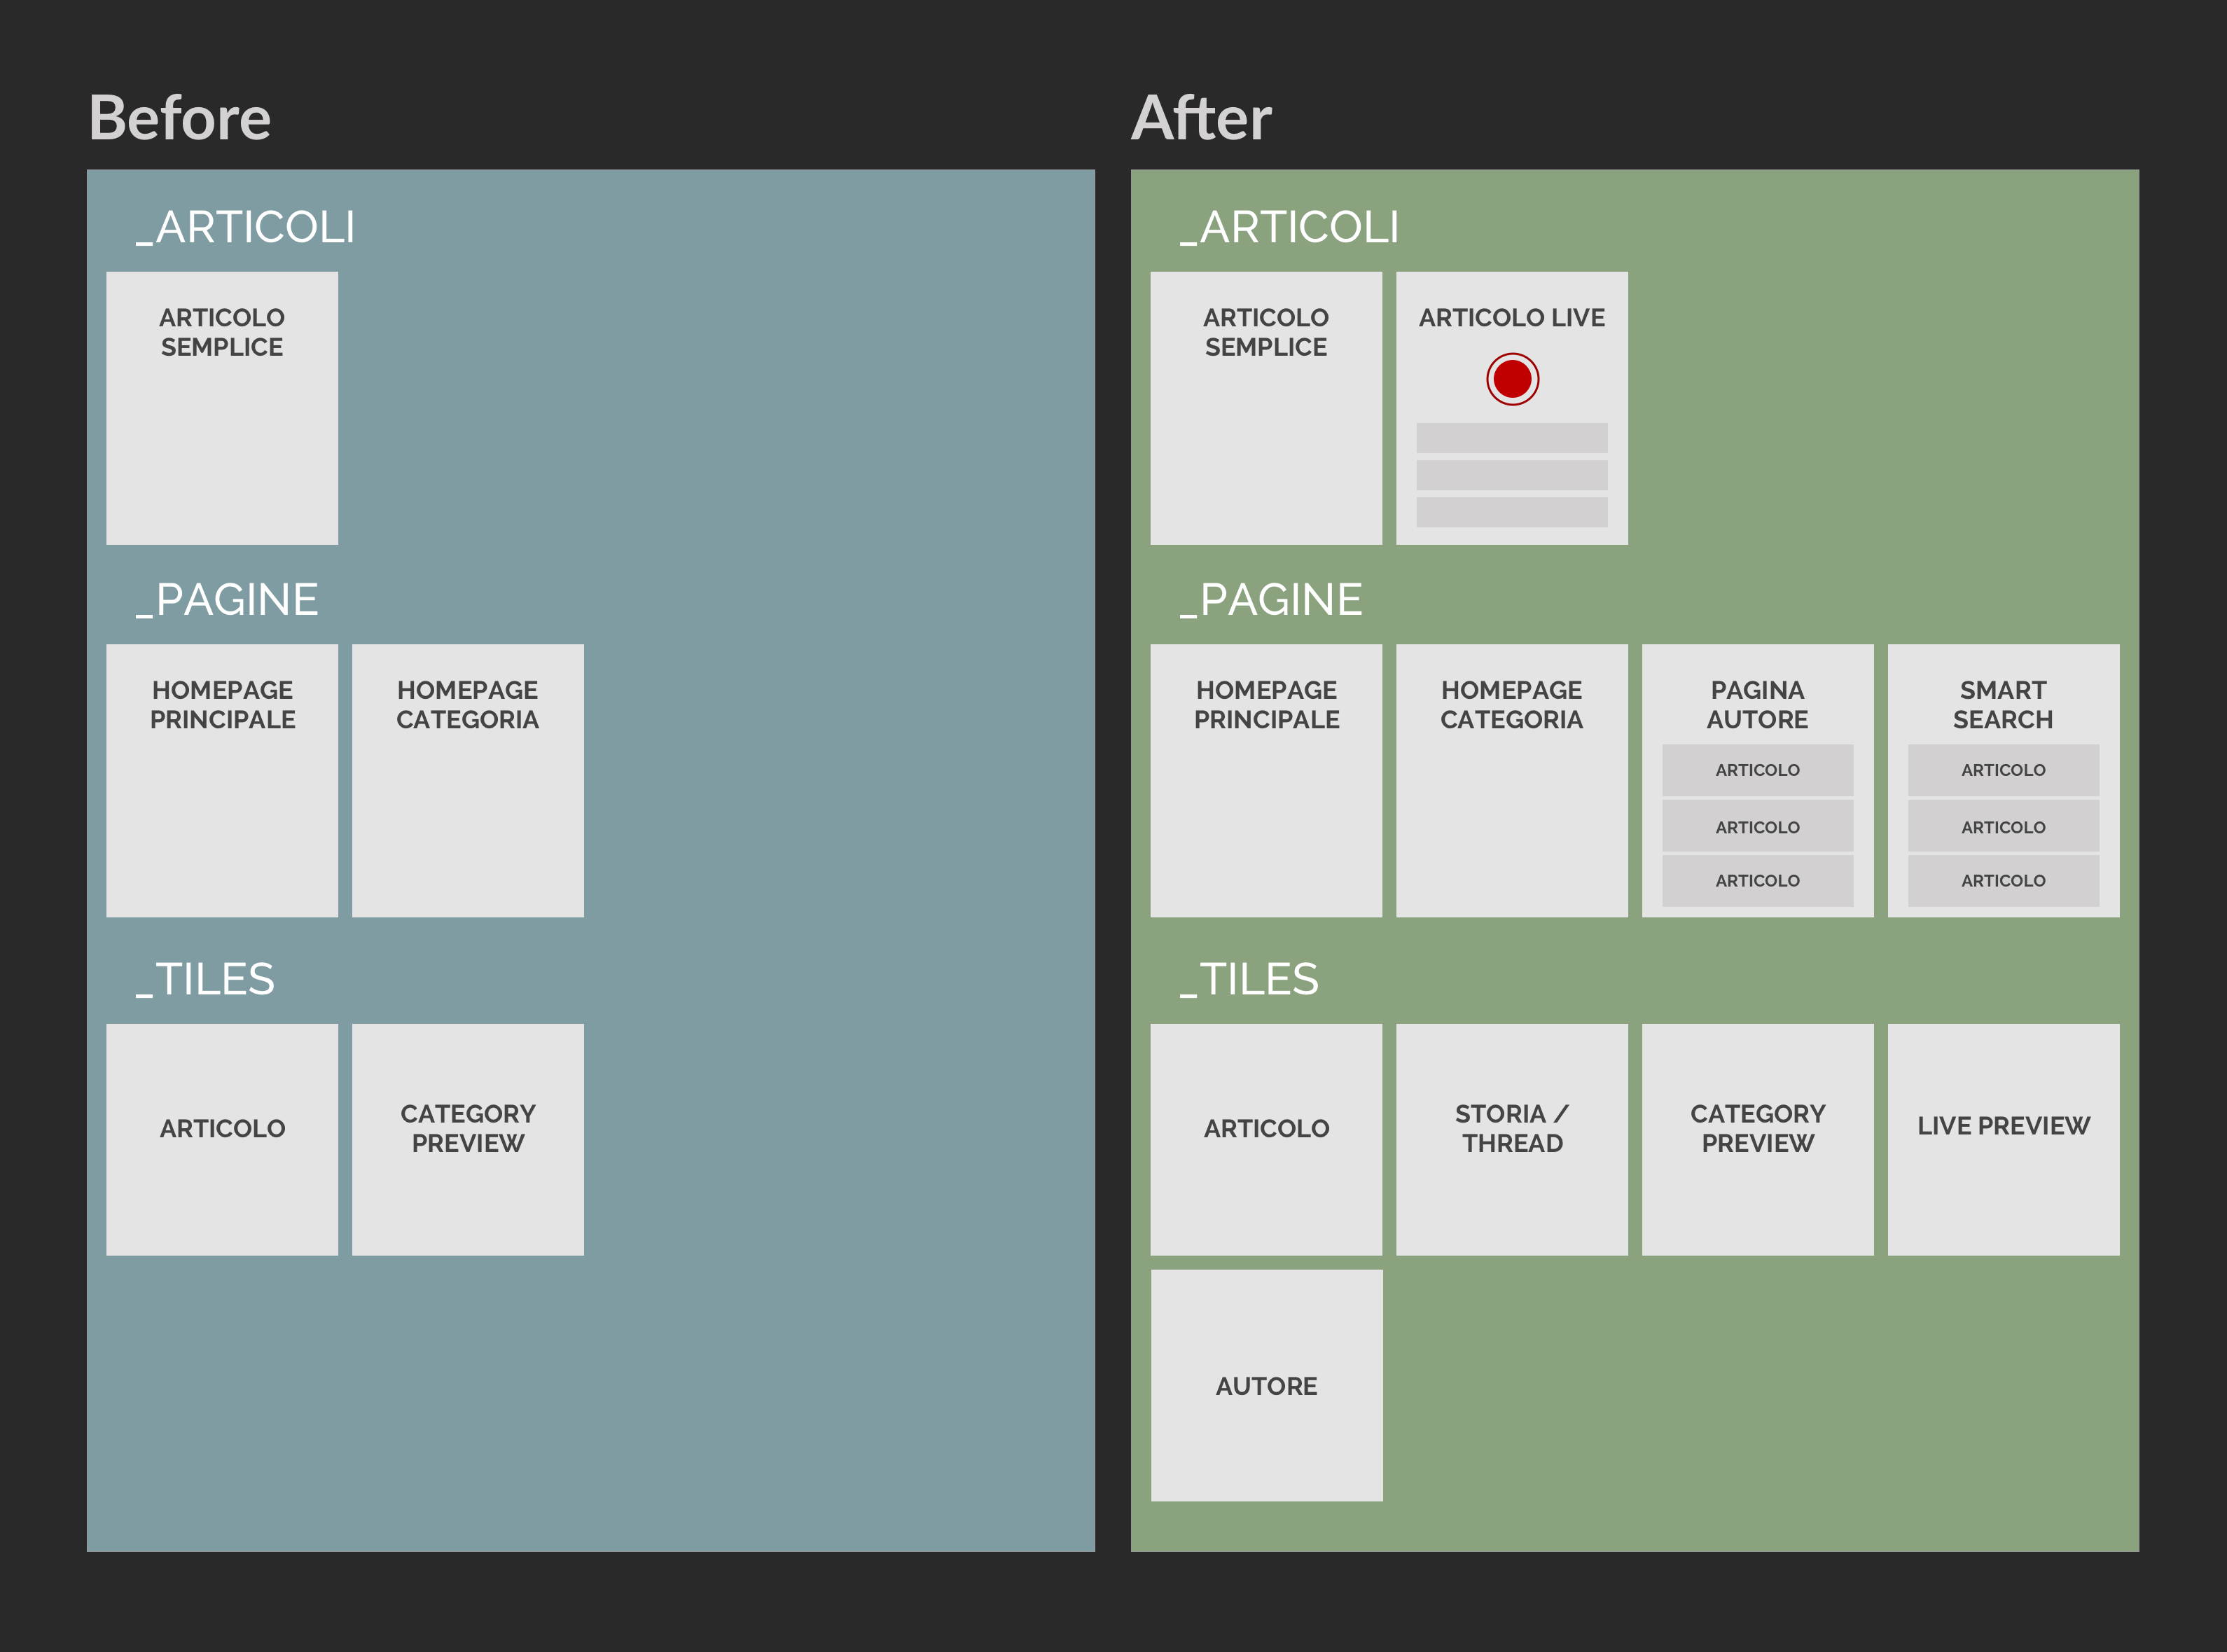 Before
_ARTICOLI
ARTICOLO
SEMPLICE
_PAGINE
HOMEPAGE
PRINCIPALE
HOMEPAGE
CATEGORIA
_TILES
ARTICOLO
CATEGORY
PREVIEW
After
_ARTICOLI
ARTICOLO
SEMPLICE
ARTICOLO LIVE
_PAGINE
HOMEPAGE
PRINCIPALE
HOMEPAGE
CATEGORIA
PAGINA
AUTORE
ARTICOLO
ARTICOLO
ARTICOLO
SMART
SEARCH
ARTICOLO
ARTICOLO
ARTICOLO
_TILES
ARTICOLO
STORIA /
THREAD
CATEGORY
PREVIEW
LIVE PREVIEW
AUTORE